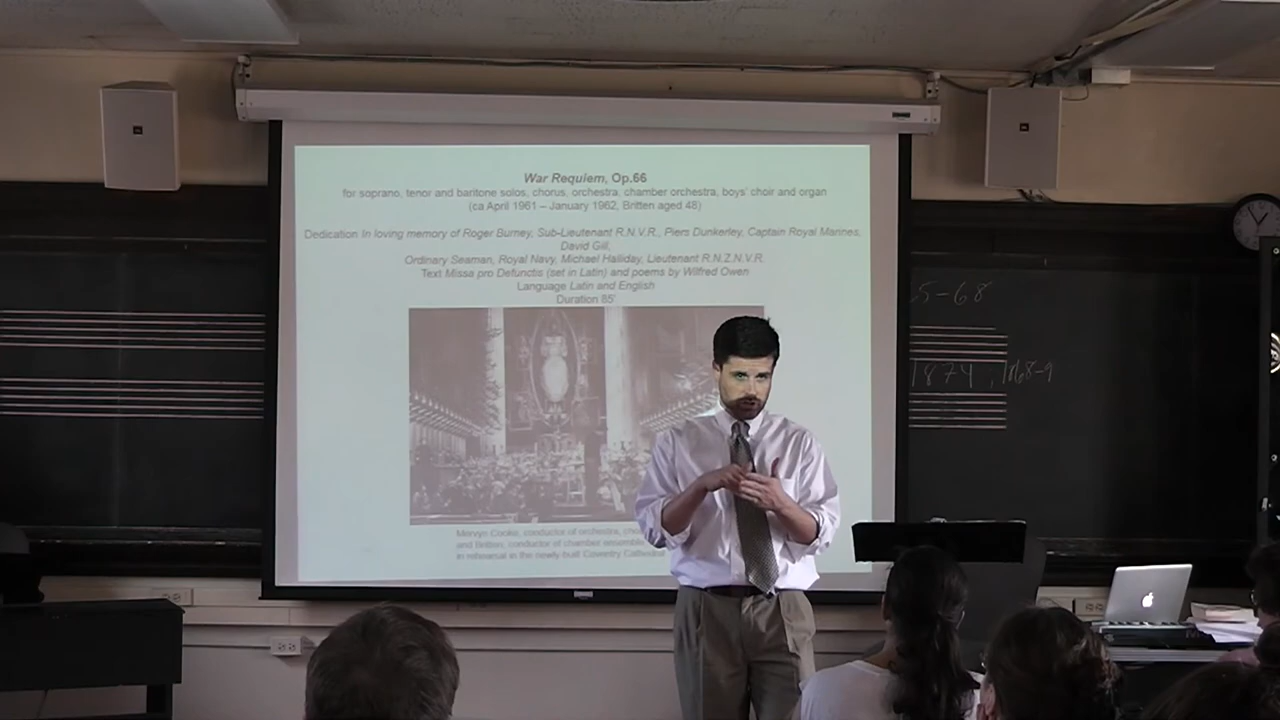 War Requiem, Op.66
for soprano, tenor and baritone solos, chorus, orchestra, chamber orchestra, boys' choir and organ
(ca April 1961 – January 1962, Britten aged 48)
Dedication In loving memory of Roger Burney, Sub-Lieutenant R.N.V.R., Piers Dunkerley, Captain Royal Marines,
David Gill,
Ordinary Seaman, Royal Navy, Michael Halliday, Lieutenant R.N.Z.N.V.R.
Text Missa pro Defunctis (set in Latin) and poems by Wilfred Owen
Language Latin and English
Duration 85'
Mervyn Cooke, conductor of orchestra,
and Britten, conductor of chamber ensemble
in rehearsal in the newly-built Coventry Cathedral
5-68
1874, 1868-9